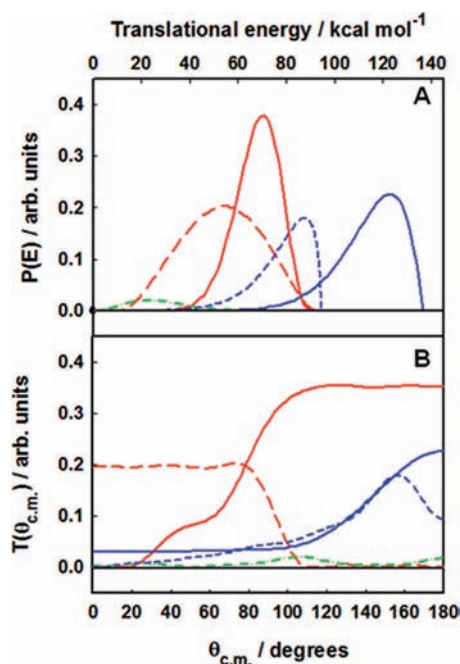 Translational energy / kcal mol⁻¹
0 20 40 60 80 100 120 140
A
P(E) / arb. units
0.4
0.3
0.2
0.1
0.0
B
T(θc.m.) / arb. units
0.4
0.3
0.2
0.1
0.0
0 20 40 60 80 100 120 140 160 180
θc.m. / degrees